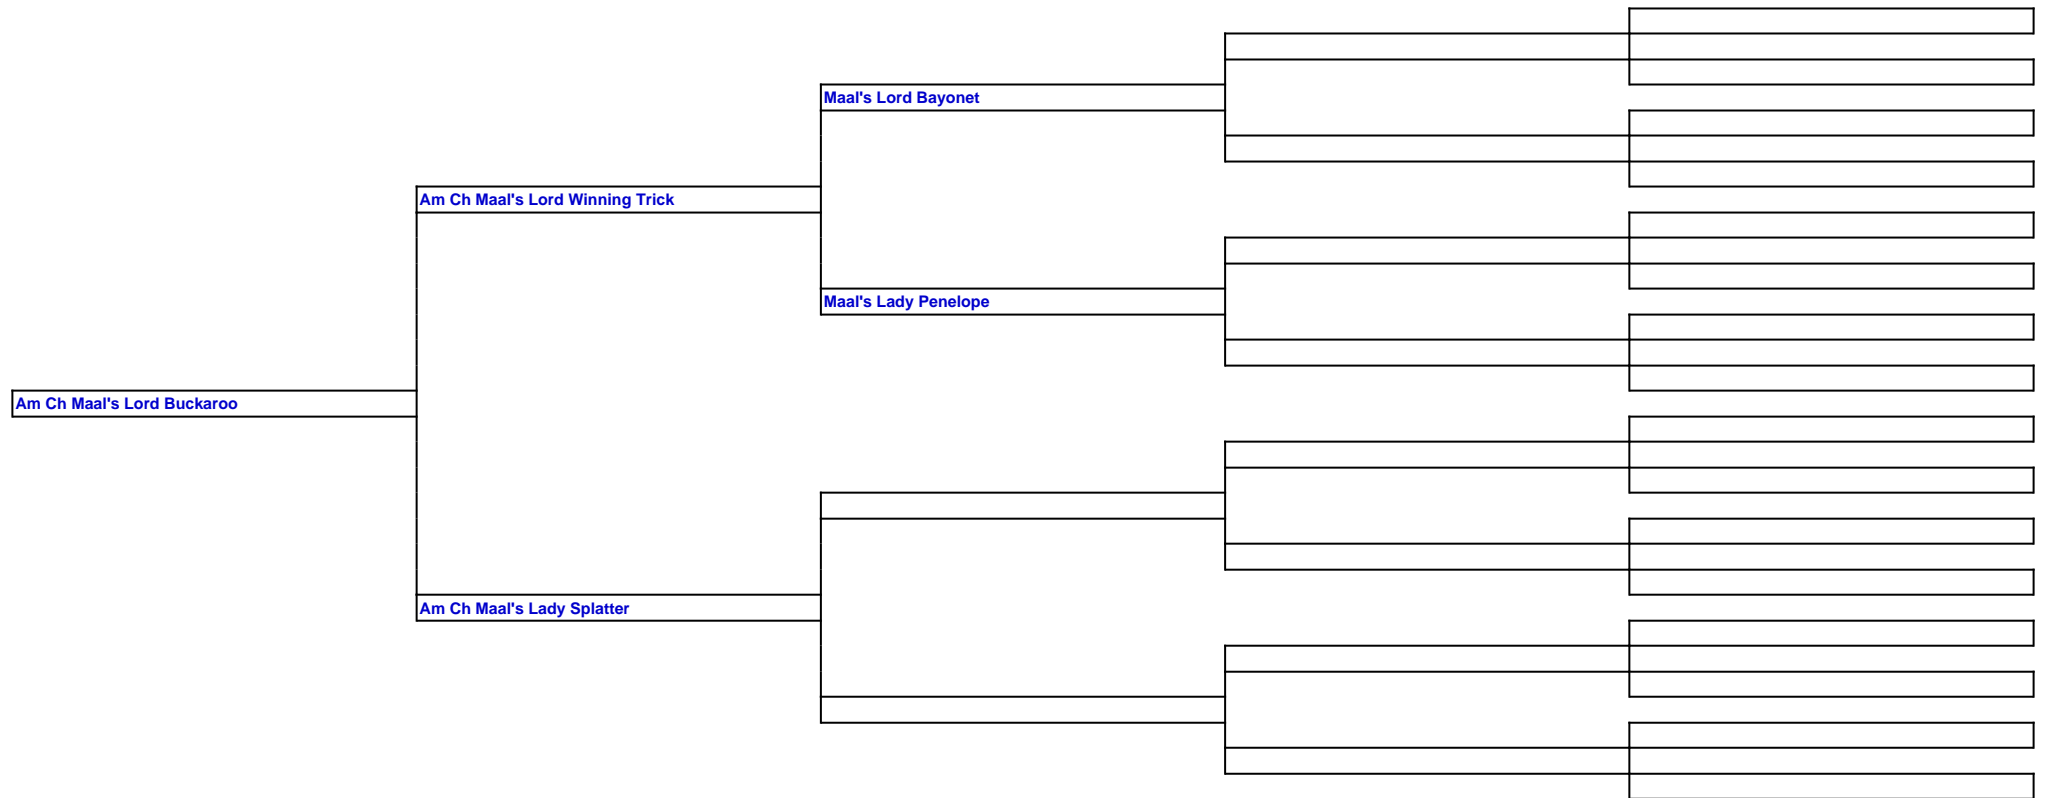 Maal's Lord Bayonet
Am Ch Maal's Lord Winning Trick
Maal's Lady Penelope
Am Ch Maal's Lord Buckaroo
Am Ch Maal's Lady Splatter